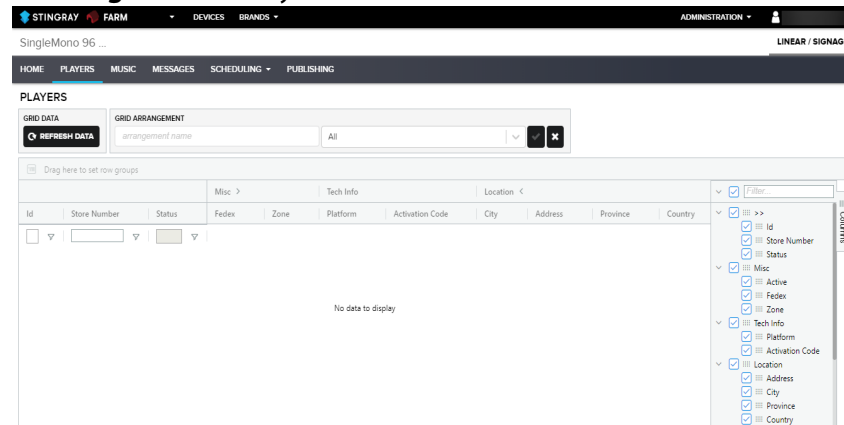 STINGRAY FARM DEVICES BRANDS ADMINISTRATION
SingleMono 96 ... LINEAR / SIGNAG
HOME PLAYERS MUSIC MESSAGES SCHEDULING PUBLISHING
PLAYERS
GRID DATA GRID ARRANGEMENT
REFRESH DATA arrangement name All
Drag here to set row groups
Misc > Tech Info Location < Filter...
Id Store Number Status Fedex Zone Platform Activation Code City Address Province Country
>>
Id
Store Number
Status
Misc
Active
Fedex
Zone
Tech Info
Platform
Activation Code
Location
Address
City
Province
Country
Columns
No data to display